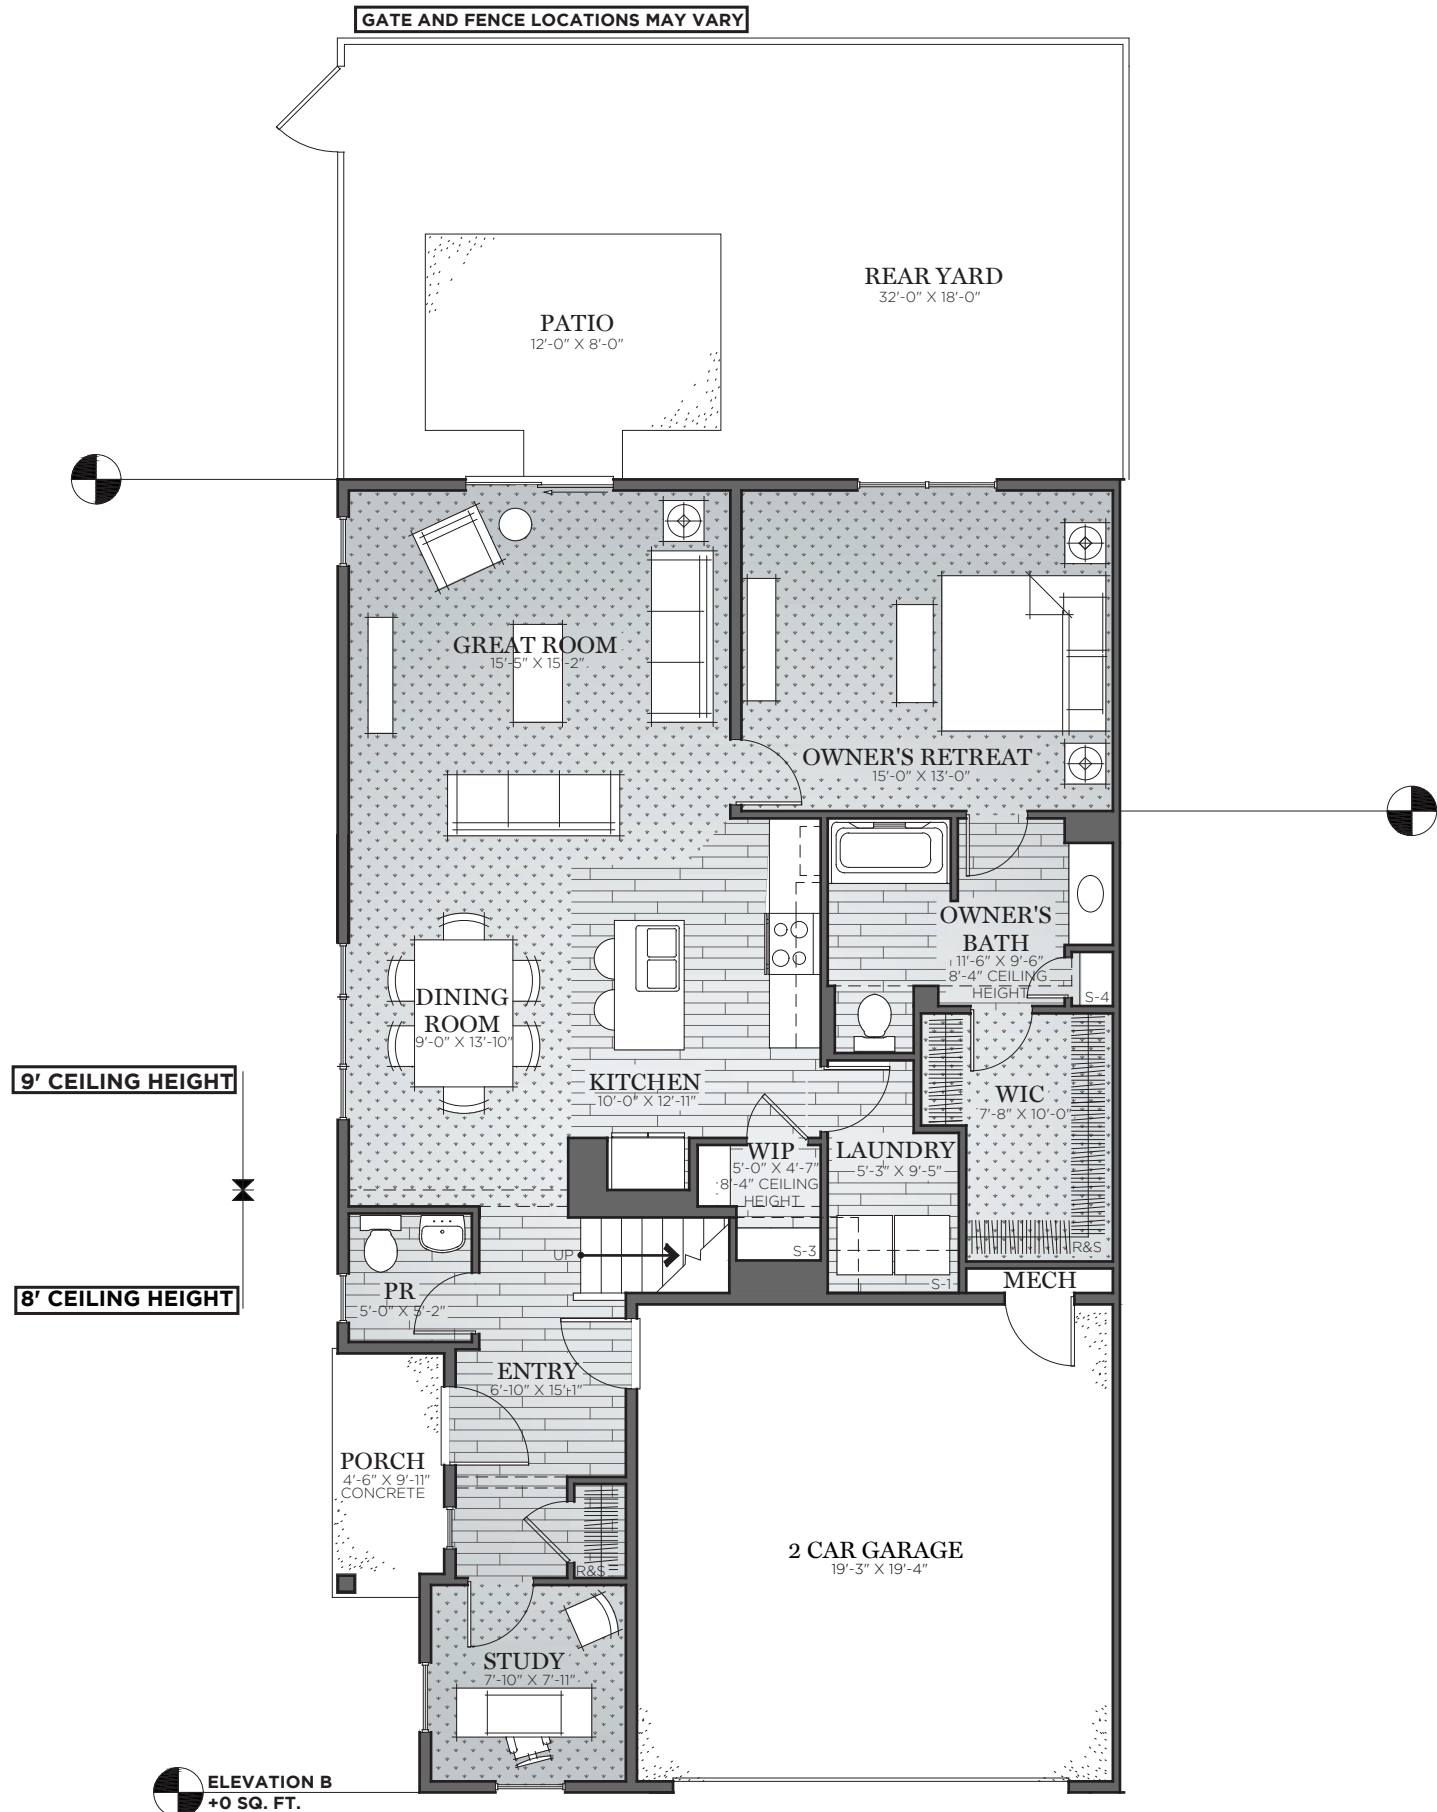 GATE AND FENCE LOCATIONS MAY VARY
REAR YARD
32'-0" X 18'-0"
PATIO
12'-0" X 8'-0"
GREAT ROOM
15'-5" X 15'-2"
OWNER'S RETREAT
15'-0" X 13'-0"
OWNER'S
BATH
11'-6" X 9'-6"
8'-4" CEILING
HEIGHT
S-4
DINING
ROOM
9'-0" X 13'-10"
9' CEILING HEIGHT
KITCHEN
10'-0" X 12'-11"
WIC
7'-8" X 10'-0"
R&S
WIP
5'-0" X 4'-7"
8'-4" CEILING
HEIGHT
S-3
LAUNDRY
5'-3" X 9'-5"
S-1
UP
MECH
8' CEILING HEIGHT
PR
5'-0" X 5'-2"
ENTRY
6'-10" X 15'-1"
PORCH
4'-6" X 9'-11"
CONCRETE
R&S
2 CAR GARAGE
19'-3" X 19'-4"
STUDY
7'-10" X 7'-11"
ELEVATION B
+0 SQ. FT.